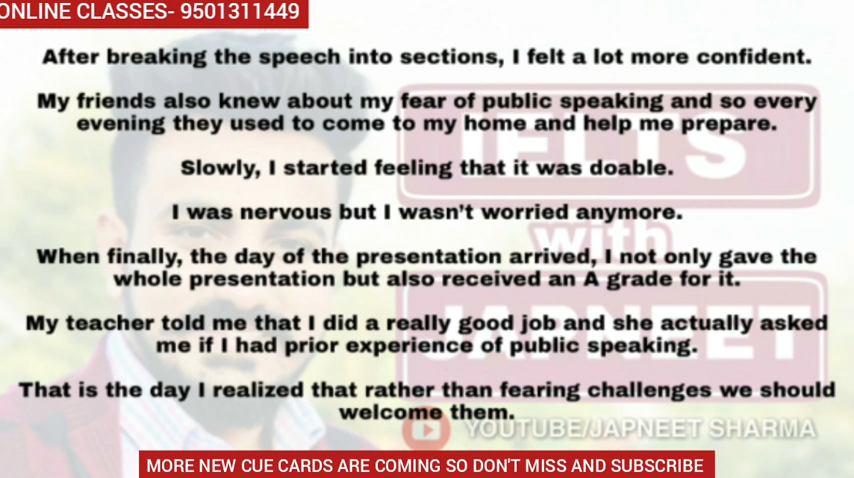 ONLINE CLASSES- 9501311449
After breaking the speech into sections, I felt a lot more confident.
My friends also knew about my fear of public speaking and so every
evening they used to come to my home and help me prepare.
Slowly, I started feeling that it was doable.
I was nervous but I wasn't worried anymore.
When finally, the day of the presentation arrived, I not only gave the
whole presentation but also received an A grade for it.
My teacher told me that I did a really good job and she actually asked
me if I had prior experience of public speaking.
That is the day I realized that rather than fearing challenges we should
welcome them.
IELTS
with
JAPNEET
YOUTUBE/JAPNEET SHARMA
MORE NEW CUE CARDS ARE COMING SO DON'T MISS AND SUBSCRIBE